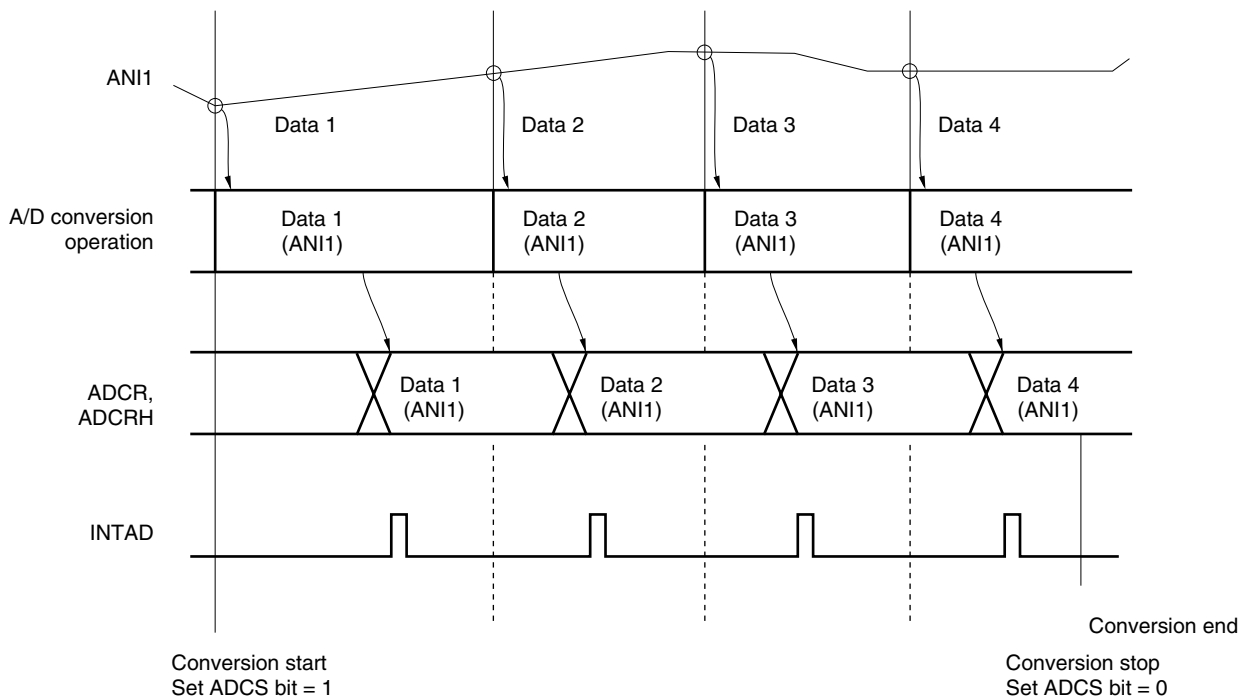 ANI1
Data 1
Data 2
Data 3
Data 4
A/D conversion
operation
Data 1
(ANI1)
Data 2
(ANI1)
Data 3
(ANI1)
Data 4
(ANI1)
ADCR,
ADCRH
Data 1
(ANI1)
Data 2
(ANI1)
Data 3
(ANI1)
Data 4
(ANI1)
INTAD
Conversion end
Conversion start
Set ADCS bit = 1
Conversion stop
Set ADCS bit = 0